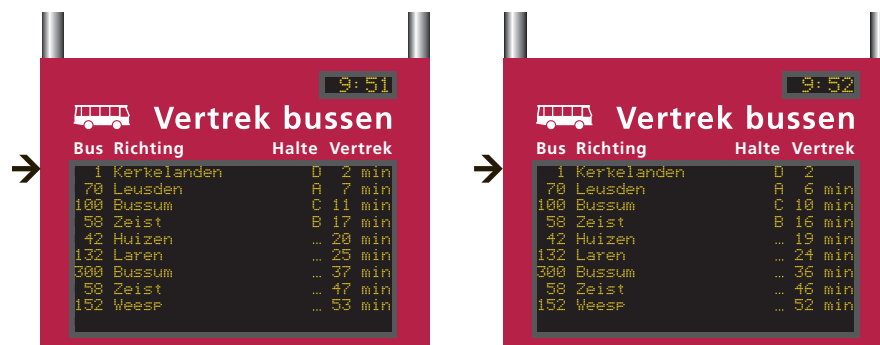 9:51
Vertrek bussen
Bus Richting Halte Vertrek
1 Kerkelanden D 2 min
70 Leusden A 7 min
100 Bussum C 11 min
58 Zeist B 17 min
42 Huizen ... 20 min
132 Laren ... 25 min
300 Bussum ... 37 min
58 Zeist ... 47 min
152 Weesp ... 53 min
9:52
Vertrek bussen
Bus Richting Halte Vertrek
1 Kerkelanden D 2
70 Leusden A 6 min
100 Bussum C 10 min
58 Zeist B 16 min
42 Huizen ... 19 min
132 Laren ... 24 min
300 Bussum ... 36 min
58 Zeist ... 46 min
152 Weesp ... 52 min